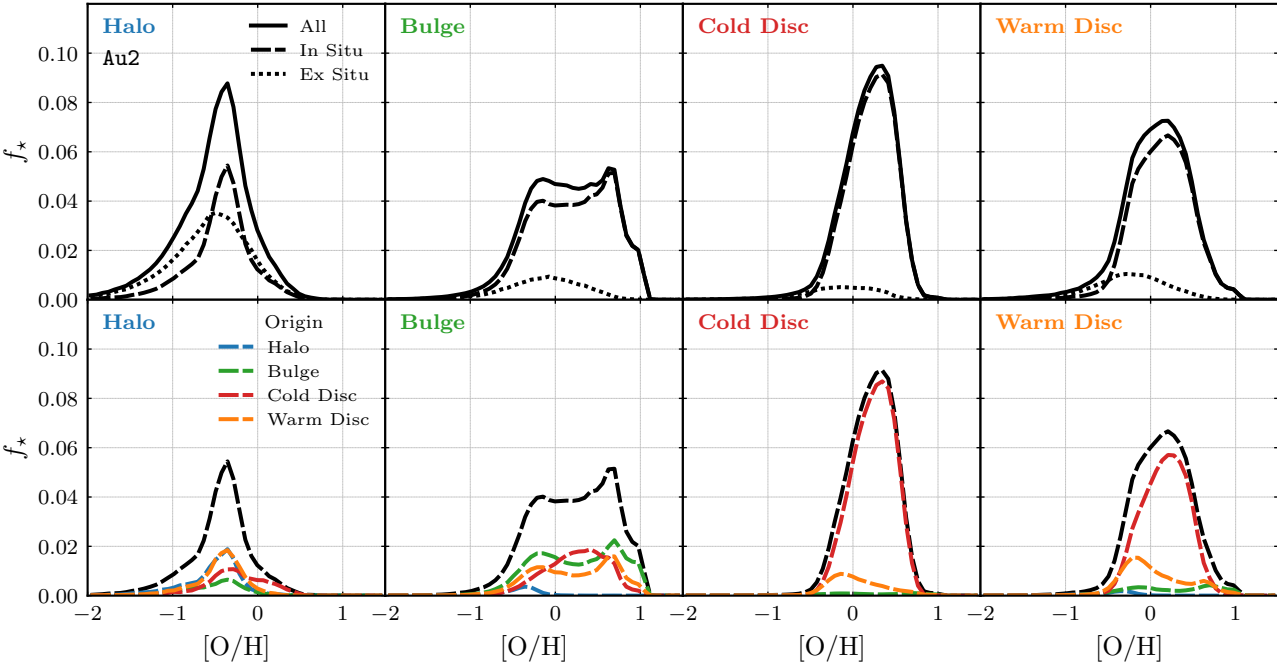 Halo
Au2
All
In Situ
Ex Situ
Bulge
Cold Disc
Warm Disc
0.10
0.08
0.06
0.04
0.02
0.00
f⋆
Halo
Origin
Halo
Bulge
Cold Disc
Warm Disc
Bulge
Cold Disc
Warm Disc
0.10
0.08
0.06
0.04
0.02
0.00
f⋆
−2 −1 0 1 −2 −1 0 1 −2 −1 0 1 −2 −1 0 1
[O/H] [O/H] [O/H] [O/H]